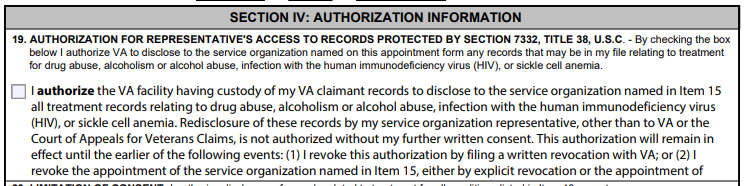 SECTION IV: AUTHORIZATION INFORMATION
19. AUTHORIZATION FOR REPRESENTATIVE'S ACCESS TO RECORDS PROTECTED BY SECTION 7332, TITLE 38, U.S.C. - By checking the box
below I authorize VA to disclose to the service organization named on this appointment form any records that may be in my file relating to treatment
for drug abuse, alcoholism or alcohol abuse, infection with the human immunodeficiency virus (HIV), or sickle cell anemia.
I authorize the VA facility having custody of my VA claimant records to disclose to the service organization named in Item 15
all treatment records relating to drug abuse, alcoholism or alcohol abuse, infection with the human immunodeficiency virus
(HIV), or sickle cell anemia. Redisclosure of these records by my service organization representative, other than to VA or the
Court of Appeals for Veterans Claims, is not authorized without my further written consent. This authorization will remain in
effect until the earlier of the following events: (1) I revoke this authorization by filing a written revocation with VA; or (2) I
revoke the appointment of the service organization named in Item 15, either by explicit revocation or the appointment of